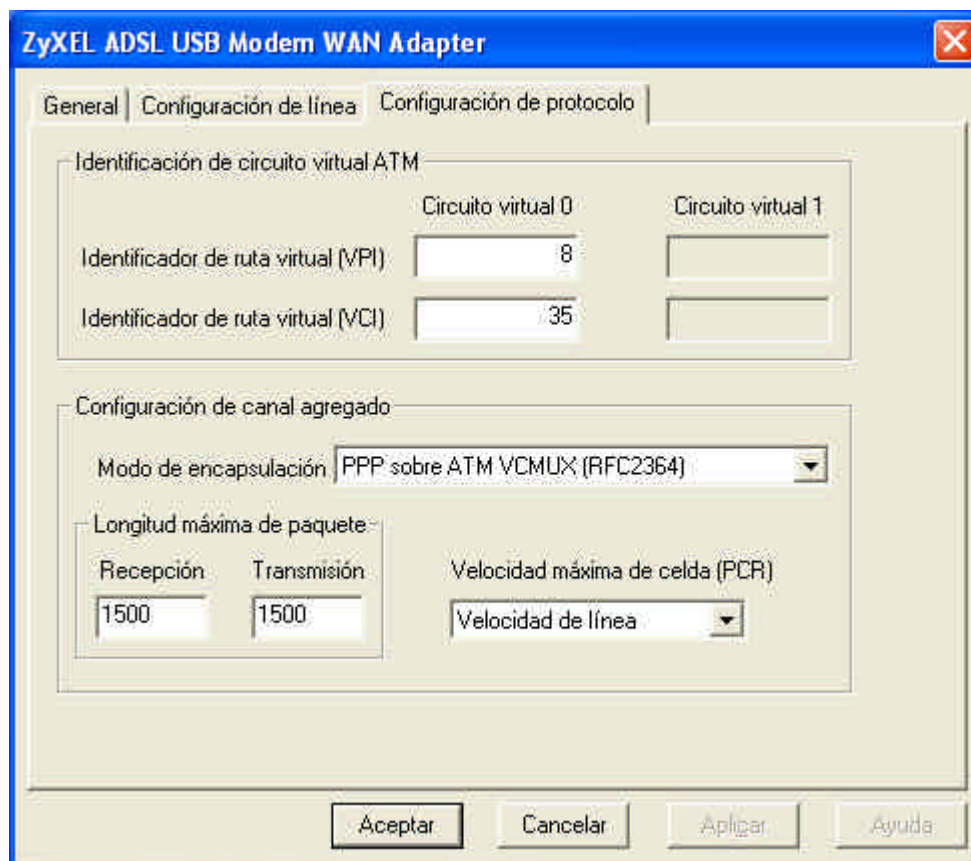 ZyXEL ADSL USB Modem WAN Adapter
General Configuración de línea Configuración de protocolo
Identificación de circuito virtual ATM
Circuito virtual 0 Circuito virtual 1
Identificador de ruta virtual (VPI) 8
Identificador de ruta virtual (VCI) 35
Configuración de canal agregado
Modo de encapsulación PPP sobre ATM VCMUX (RFC2364)
Longitud máxima de paquete
Recepción Transmisión Velocidad máxima de celda (PCR)
1500 1500 Velocidad de línea
Aceptar Cancelar Aplicar Ayuda